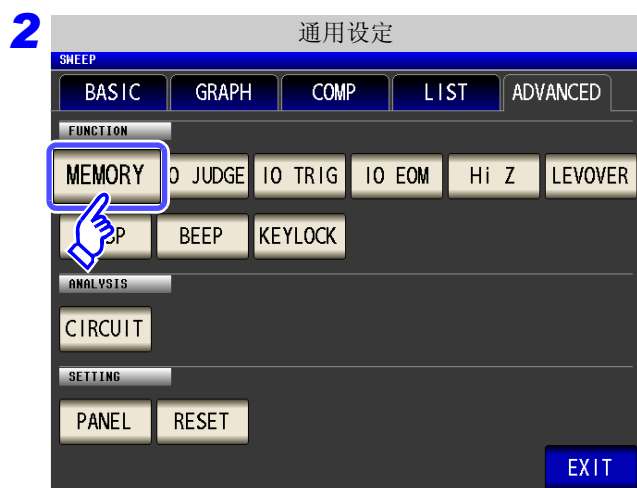 2
通用设定
SWEEP
BASIC GRAPH COMP LIST ADVANCED
FUNCTION
MEMORY O JUDGE IO TRIG IO EOM Hi Z LEVOVER
SP BEEP KEYLOCK
ANALYSIS
CIRCUIT
SETTING
PANEL RESET
EXIT